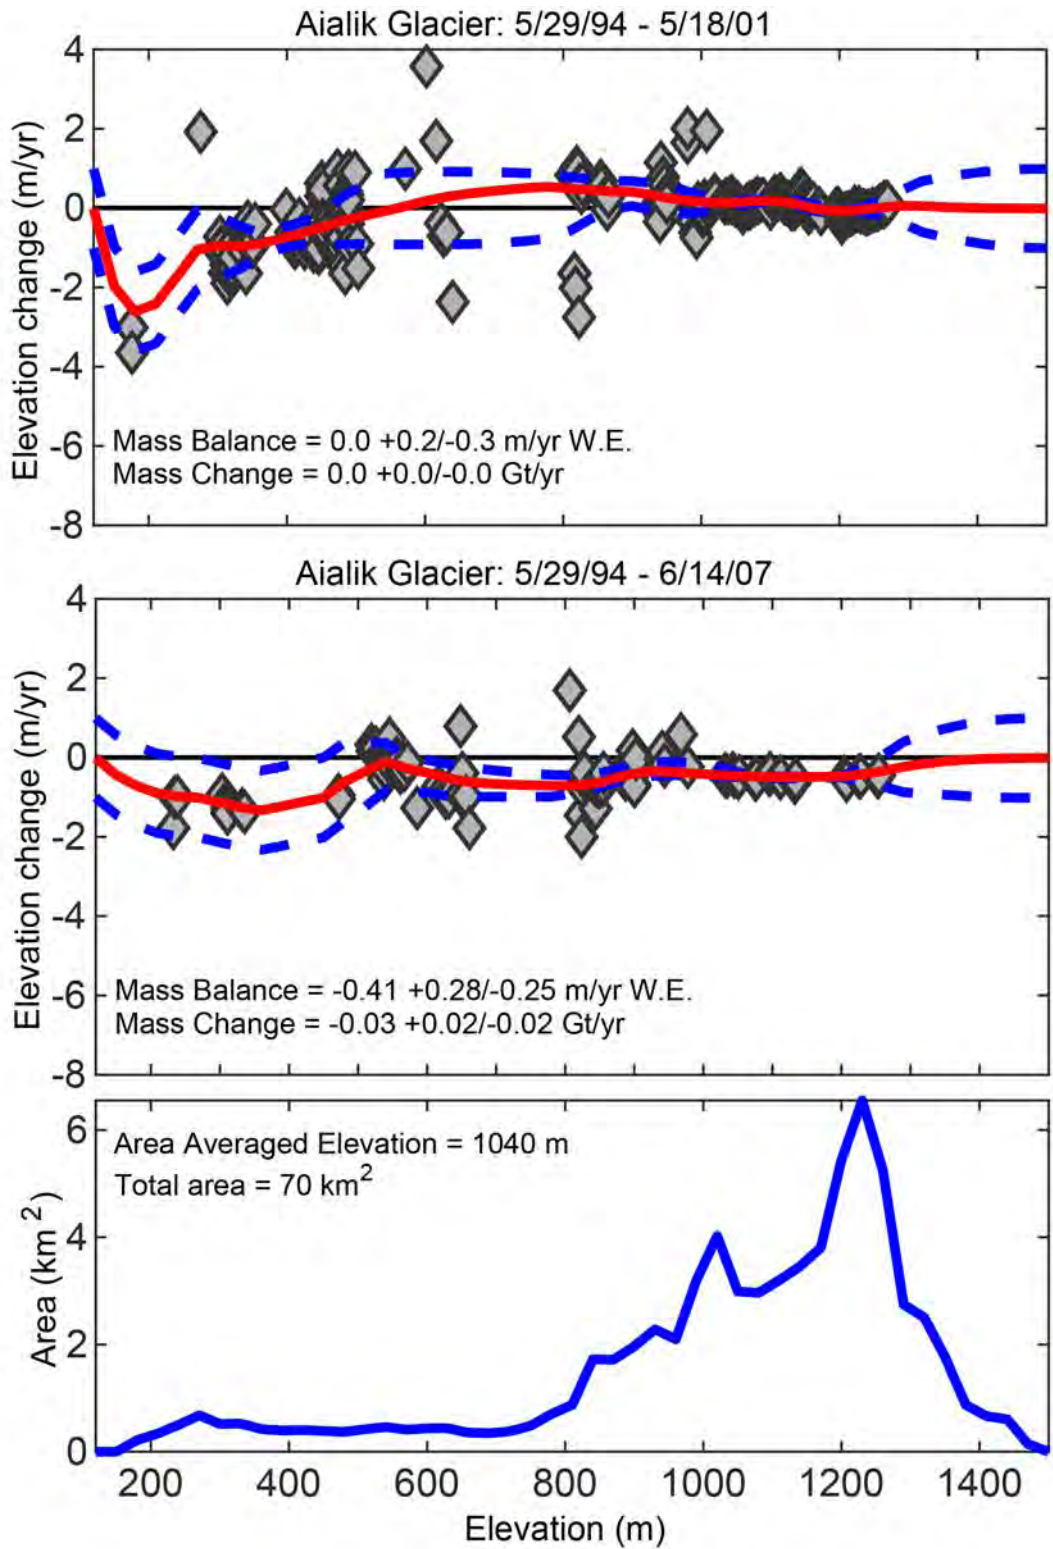 Aialik Glacier: 5/29/94 - 5/18/01
4
2
0
-2
-4
-6
-8
Elevation change (m/yr)
Mass Balance = 0.0 +0.2/-0.3 m/yr W.E.
Mass Change = 0.0 +0.0/-0.0 Gt/yr
Aialik Glacier: 5/29/94 - 6/14/07
4
2
0
-2
-4
-6
-8
Elevation change (m/yr)
Mass Balance = -0.41 +0.28/-0.25 m/yr W.E.
Mass Change = -0.03 +0.02/-0.02 Gt/yr
Area Averaged Elevation = 1040 m
Total area = 70 km²
6
4
2
0
Area (km²)
200 400 600 800 1000 1200 1400
Elevation (m)